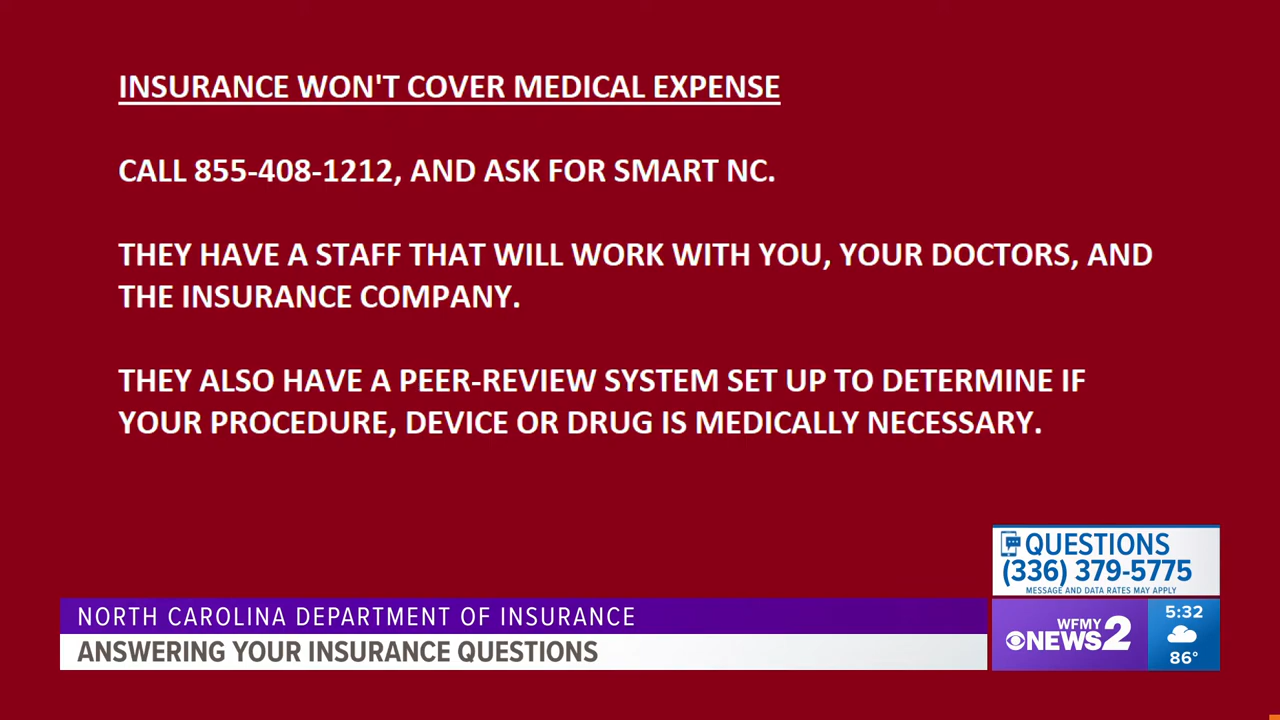 INSURANCE WON'T COVER MEDICAL EXPENSE
CALL 855-408-1212, AND ASK FOR SMART NC.
THEY HAVE A STAFF THAT WILL WORK WITH YOU, YOUR DOCTORS, AND
THE INSURANCE COMPANY.
THEY ALSO HAVE A PEER-REVIEW SYSTEM SET UP TO DETERMINE IF
YOUR PROCEDURE, DEVICE OR DRUG IS MEDICALLY NECESSARY.
QUESTIONS
(336) 379-5775
MESSAGE AND DATA RATES MAY APPLY
NORTH CAROLINA DEPARTMENT OF INSURANCE
ANSWERING YOUR INSURANCE QUESTIONS
WFMY
NEWS 2
5:32
86°